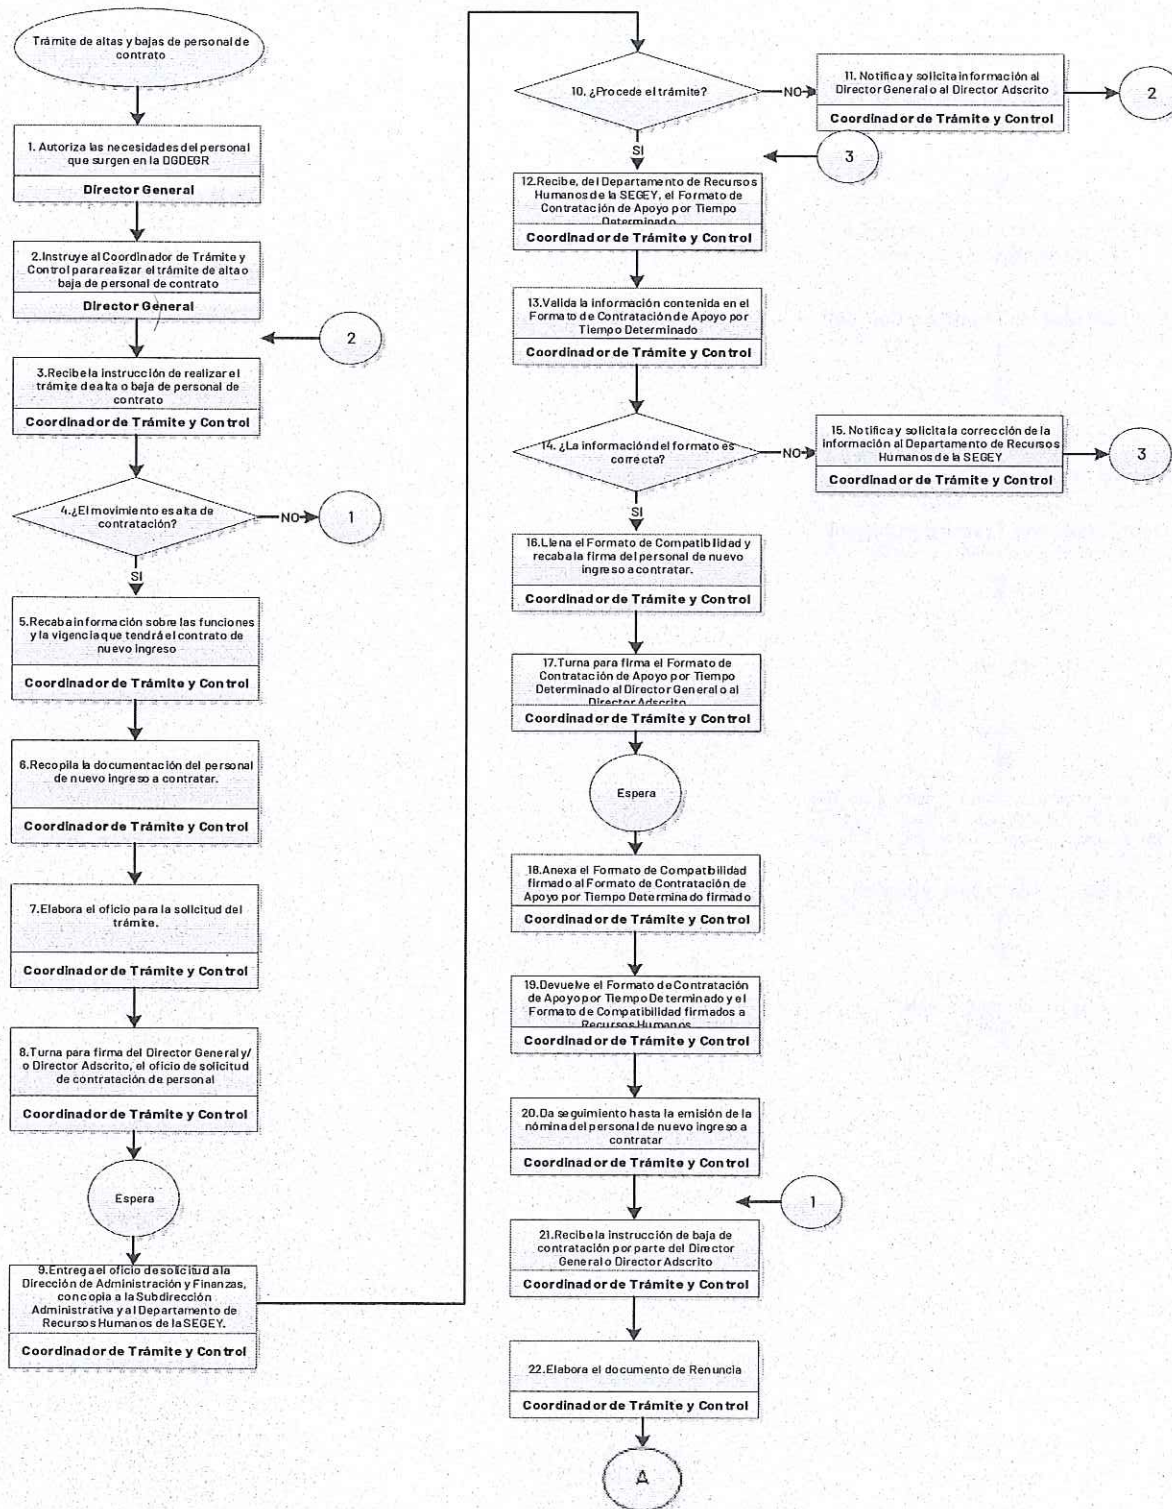 Trámite de altas y bajas de personal de
contrato
1. Autoriza las necesidades del personal
que surgen en la DGDEGR
Director General
2.Instruye al Coordinador de Trámite y
Control para realizar el trámite de alta o
baja de personal de contrato
Director General
2
3.Recibe la instrucción de realizar el
trámite de alta o baja de personal de
contrato
Coordinador de Trámite y Control
4.¿El movimiento es alta de
contratación?
NO
1
SI
5.Recaba información sobre las funciones
y la vigencia que tendrá el contrato de
nuevo ingreso
Coordinador de Trámite y Control
6.Recopila la documentación del personal
de nuevo ingreso a contratar.
Coordinador de Trámite y Control
7.Elabora el oficio para la solicitud del
trámite.
Coordinador de Trámite y Control
8.Turna para firma del Director General y/
o Director Adscrito, el oficio de solicitud
de contratación de personal
Coordinador de Trámite y Control
Espera
9.Entrega el oficio de solicitud a la
Dirección de Administración y Finanzas,
con copia a la Subdirección
Administrativa y al Departamento de
Recursos Humanos de la SEGEY.
Coordinador de Trámite y Control
10. ¿Procede el trámite?
NO
11. Notifica y solicita información al
Director General o al Director Adscrito
Coordinador de Trámite y Control
2
SI
3
12.Recibe, del Departamento de Recursos
Humanos de la SEGEY, el Formato de
Contratación de Apoyo por Tiempo
Determinado
Coordinador de Trámite y Control
13.Valida la información contenida en el
Formato de Contratación de Apoyo por
Tiempo Determinado
Coordinador de Trámite y Control
14. ¿La información del formato es
correcta?
NO
15. Notifica y solicita la corrección de la
información al Departamento de Recursos
Humanos de la SEGEY
Coordinador de Trámite y Control
3
SI
16.Llena el Formato de Compatibilidad y
recaba la firma del personal de nuevo
ingreso a contratar.
Coordinador de Trámite y Control
17.Turna para firma el Formato de
Contratación de Apoyo por Tiempo
Determinado al Director General o al
Director Adscrito
Coordinador de Trámite y Control
Espera
18.Anexa el Formato de Compatibilidad
firmado al Formato de Contratación de
Apoyo por Tiempo Determinado firmado
Coordinador de Trámite y Control
19.Devuelve el Formato de Contratación
de Apoyo por Tiempo Determinado y el
Formato de Compatibilidad firmados a
Recursos Humanos
Coordinador de Trámite y Control
20.Da seguimiento hasta la emisión de la
nómina del personal de nuevo ingreso a
contratar
Coordinador de Trámite y Control
1
21.Recibe la instrucción de baja de
contratación por parte del Director
General o Director Adscrito
Coordinador de Trámite y Control
22.Elabora el documento de Renuncia
Coordinador de Trámite y Control
A